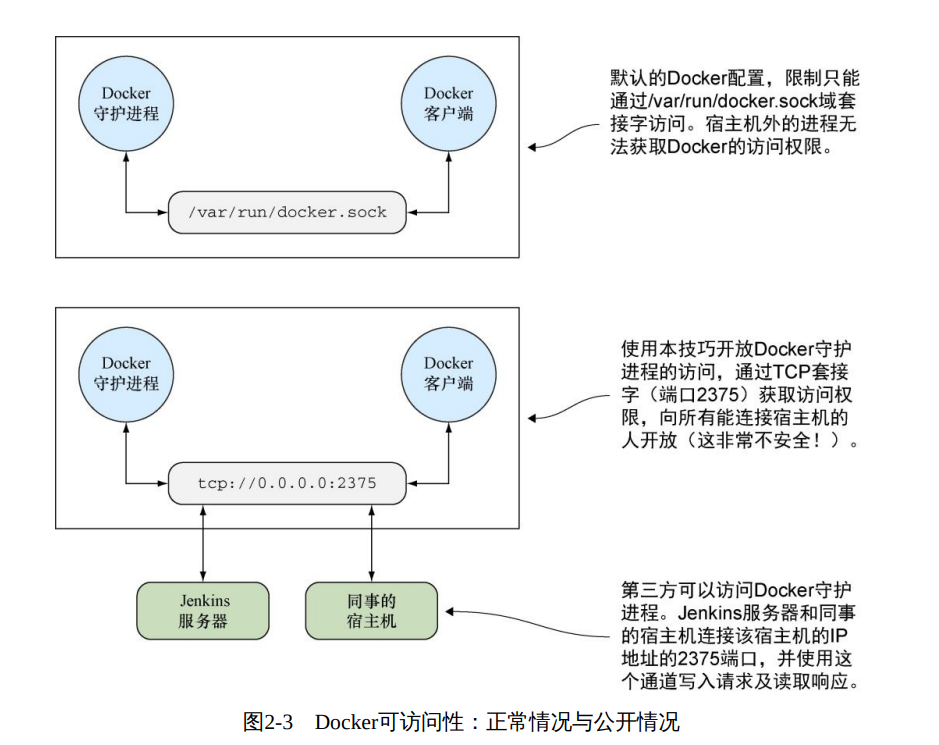 Docker
守护进程
Docker
客户端
/var/run/docker.sock
默认的Docker配置，限制只能
通过/var/run/docker.sock域套
接字访问。宿主机外的进程无
法获取Docker的访问权限。
Docker
守护进程
Docker
客户端
tcp://0.0.0.0:2375
使用本技巧开放Docker守护
进程的访问，通过TCP套接
字（端口2375）获取访问权
限，向所有能连接宿主机的
人开放（这非常不安全！）。
Jenkins
服务器
同事的
宿主机
第三方可以访问Docker守护
进程。Jenkins服务器和同事
的宿主机连接该宿主机的IP
地址的2375端口，并使用这
个通道写入请求及读取响应。
图2-3 Docker可访问性：正常情况与公开情况